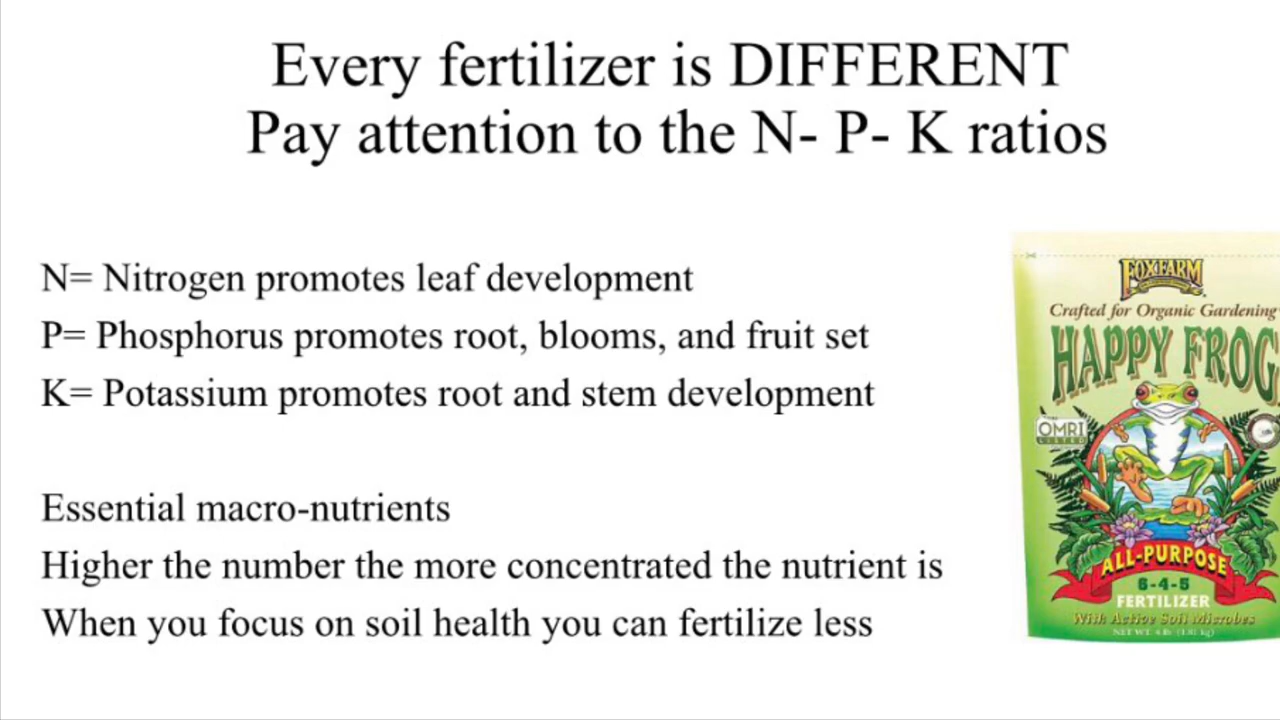 Every fertilizer is DIFFERENT
Pay attention to the N- P- K ratios
N= Nitrogen promotes leaf development
P= Phosphorus promotes root, blooms, and fruit set
K= Potassium promotes root and stem development
Essential macro-nutrients
Higher the number the more concentrated the nutrient is
When you focus on soil health you can fertilize less
FOXFARM
Crafted for Organic Gardening
HAPPY FROG
OMRI
LISTED
ALL-PURPOSE
6-4-5
FERTILIZER
With Active Soil Microbes
NET WT. 4 lb (1.81 kg)